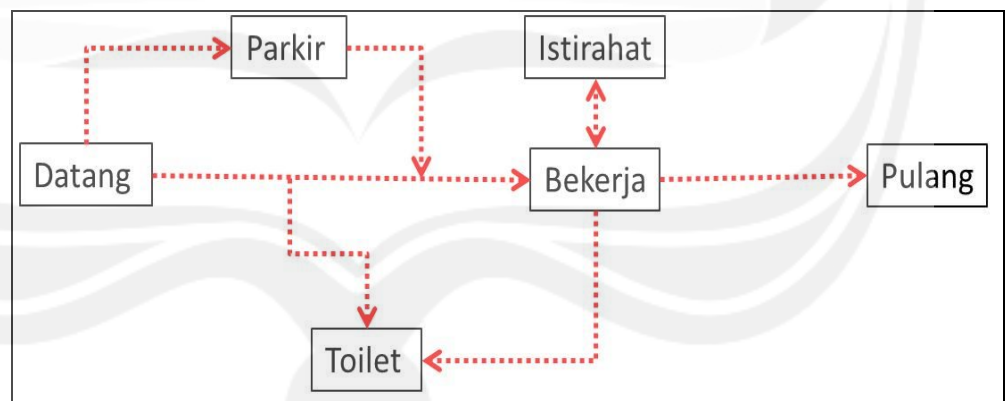 Parkir
Istirahat
Datang
Bekerja
Pulang
Toilet